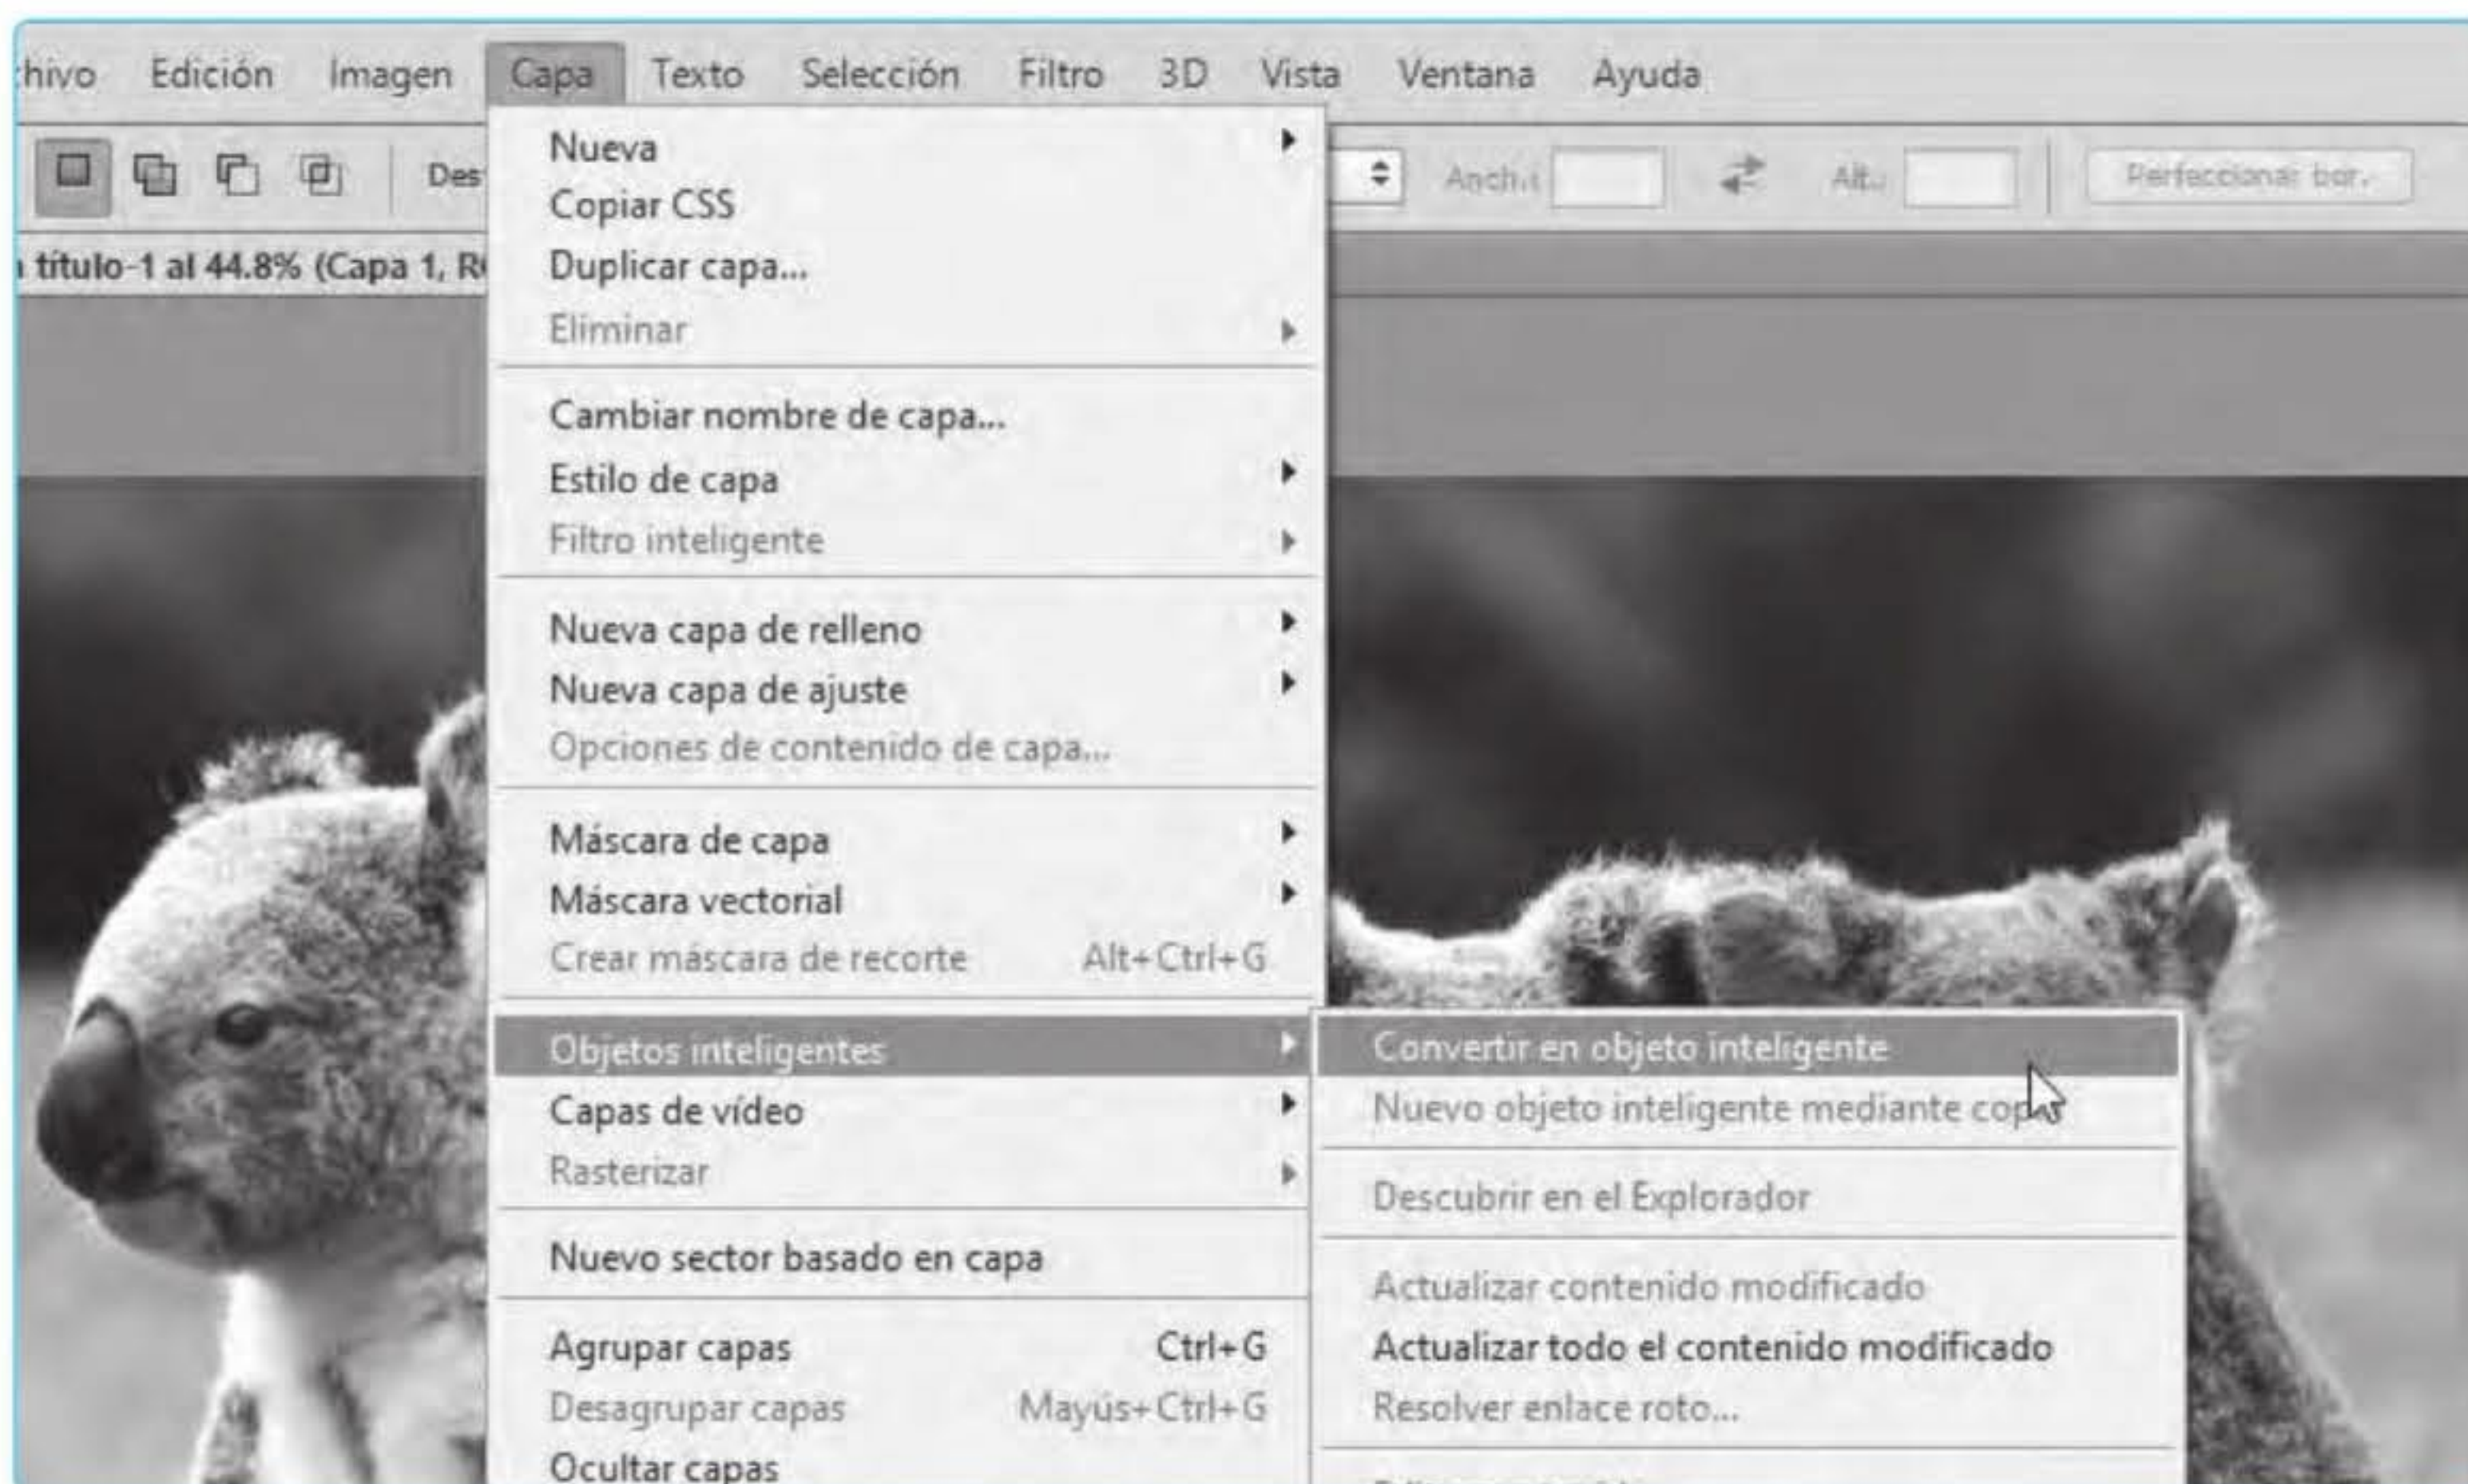 hivo Edición Imagen Capa Texto Selección Filtro 3D Vista Ventana Ayuda
Des Anch.: Alt.: Perfeccionar bor.
título-1 al 44.8% (Capa 1, R
Nueva
Copiar CSS
Duplicar capa...
Eliminar
Cambiar nombre de capa...
Estilo de capa
Filtro inteligente
Nueva capa de relleno
Nueva capa de ajuste
Opciones de contenido de capa...
Máscara de capa
Máscara vectorial
Crear máscara de recorte Alt+Ctrl+G
Objetos inteligentes
Capas de vídeo
Rasterizar
Nuevo sector basado en capa
Agrupar capas Ctrl+G
Desagrupar capas Mayús+Ctrl+G
Ocultar capas
Convertir en objeto inteligente
Nuevo objeto inteligente mediante cop
Descubrir en el Explorador
Actualizar contenido modificado
Actualizar todo el contenido modificado
Resolver enlace roto...